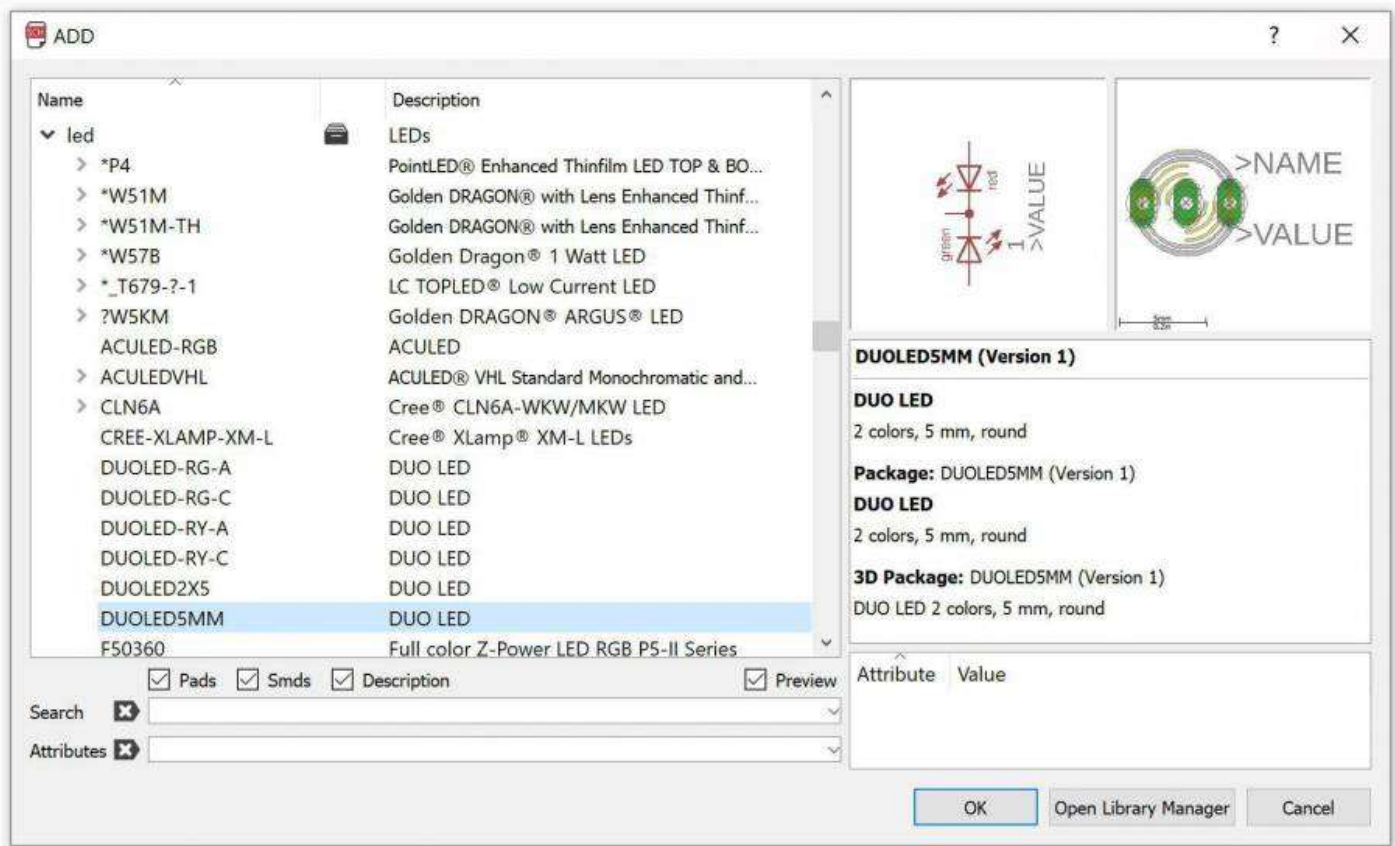 ADD
?
Name Description
led LEDs
*P4 PointLED® Enhanced Thinfilm LED TOP & BO...
*W51M Golden DRAGON® with Lens Enhanced Thinf...
*W51M-TH Golden DRAGON® with Lens Enhanced Thinf...
*W57B Golden Dragon® 1 Watt LED
*_T679-?-1 LC TOPLED® Low Current LED
?W5KM Golden DRAGON® ARGUS® LED
ACULED-RGB ACULED
ACULEDVHL ACULED® VHL Standard Monochromatic and...
CLN6A Cree® CLN6A-WKW/MKW LED
CREE-XLAMP-XM-L Cree® XLamp® XM-L LEDs
DUOLED-RG-A DUO LED
DUOLED-RG-C DUO LED
DUOLED-RY-A DUO LED
DUOLED-RY-C DUO LED
DUOLED2X5 DUO LED
DUOLED5MM DUO LED
F50360 Full color Z-Power LED RGB P5-II Series
Pads Smds Description Preview
Search
Attributes
red
green
1
>VALUE
>NAME
>VALUE
5mm
0.2in
DUOLED5MM (Version 1)
DUO LED
2 colors, 5 mm, round
Package: DUOLED5MM (Version 1)
DUO LED
2 colors, 5 mm, round
3D Package: DUOLED5MM (Version 1)
DUO LED 2 colors, 5 mm, round
Attribute Value
OK Open Library Manager Cancel